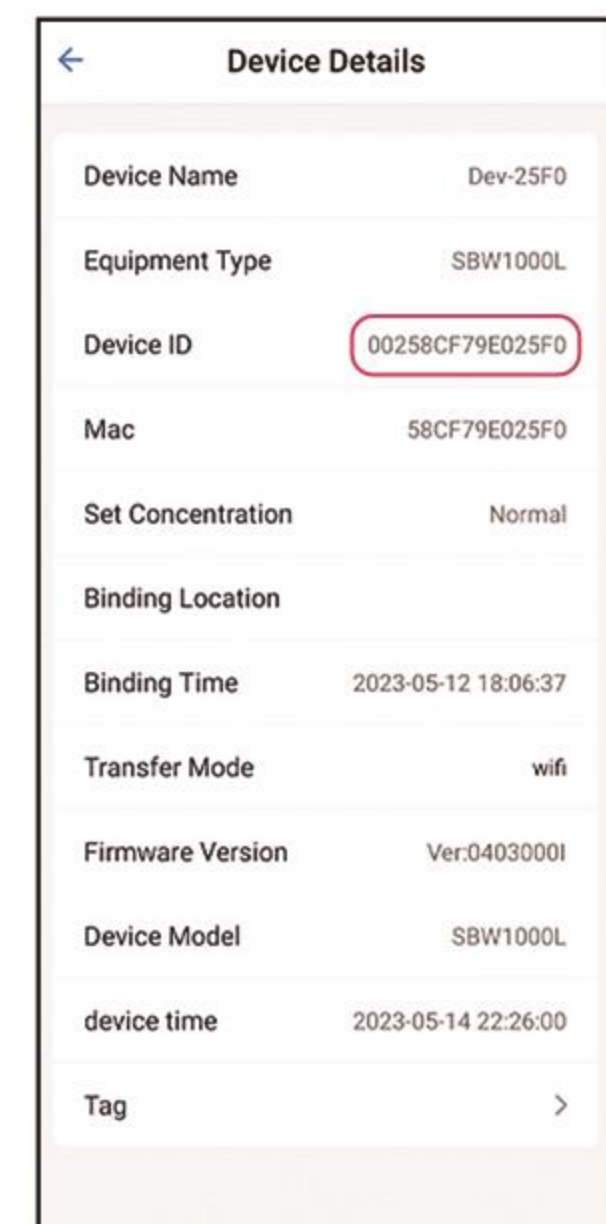 Device Details
Device Name Dev-25F0
Equipment Type SBW1000L
Device ID 00258CF79E025F0
Mac 58CF79E025F0
Set Concentration Normal
Binding Location
Binding Time 2023-05-12 18:06:37
Transfer Mode wifi
Firmware Version Ver:0403000I
Device Model SBW1000L
device time 2023-05-14 22:26:00
Tag